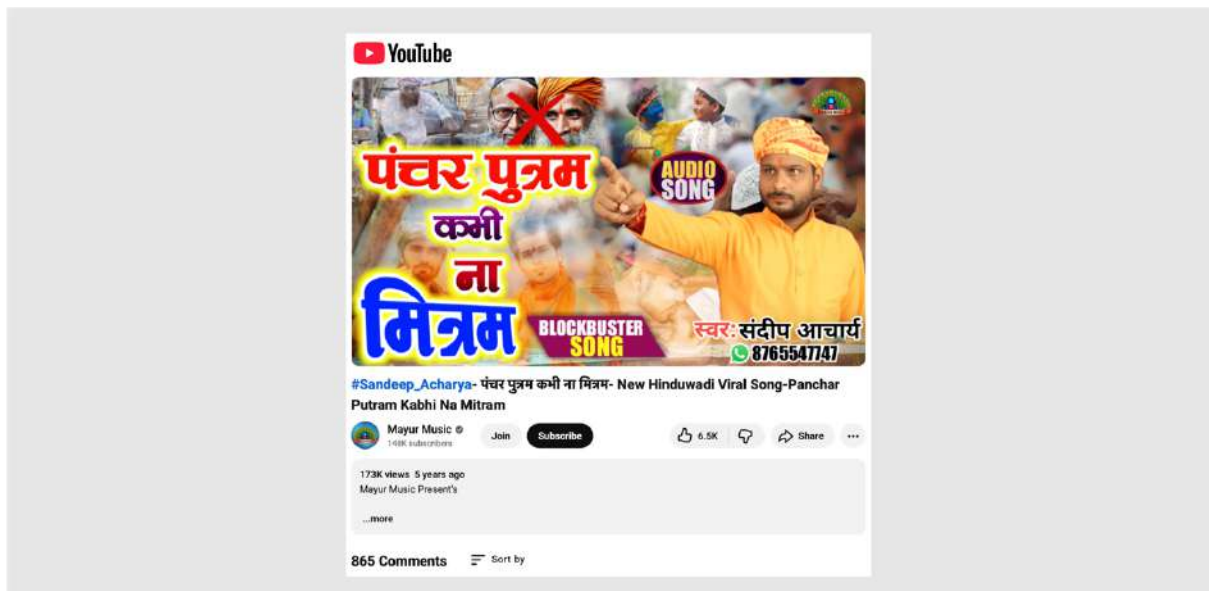 YouTube
पंचर पुत्रम
कभी
ना
मित्रम
AUDIO
SONG
BLOCKBUSTER
SONG
स्वर: संदीप आचार्य
8765547747
#Sandeep_Acharya- पंचर पुत्रम कभी ना मित्रम- New Hinduwadi Viral Song-Panchar
Putram Kabhi Na Mitram
Mayur Music
148K subscribers
Join
Subscribe
6.5K
Share
173K views 5 years ago
Mayur Music Present's
...more
865 Comments
Sort by